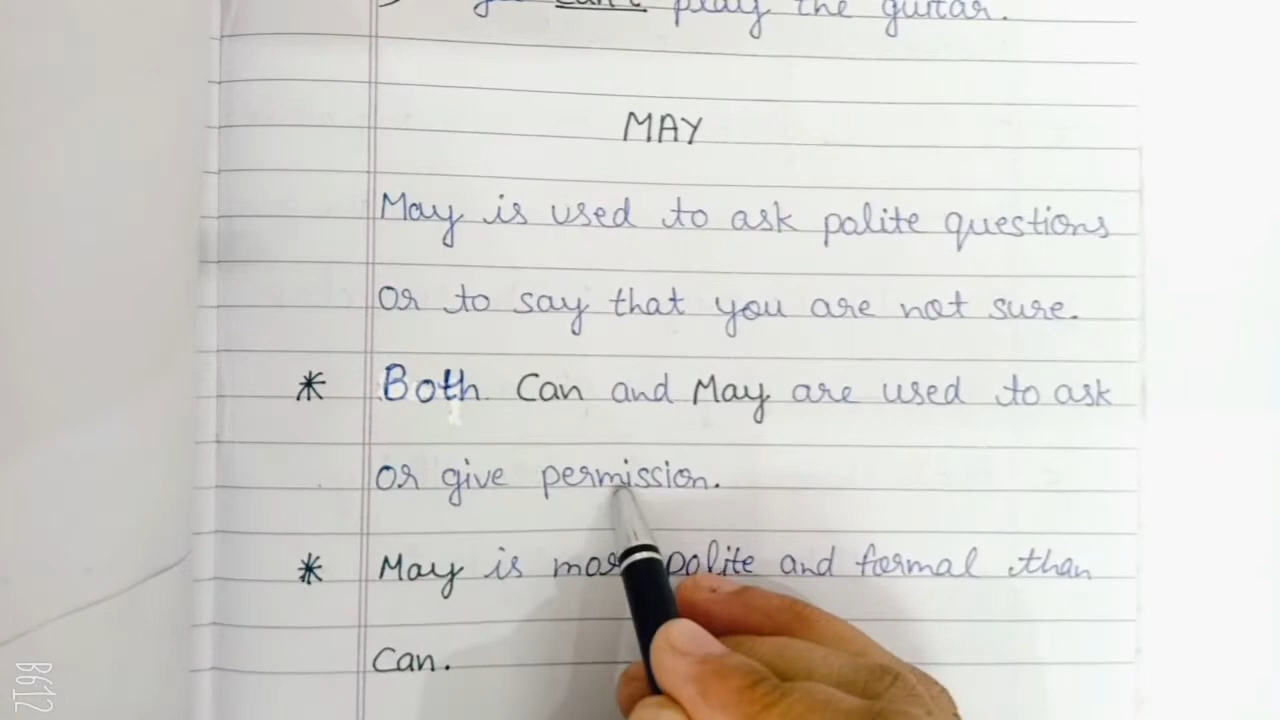 can't play the guitar.
MAY
May is used to ask polite questions
or to say that you are not sure.
* Both Can and May are used to ask
or give permission.
* May is more polite and formal than
Can.
B612